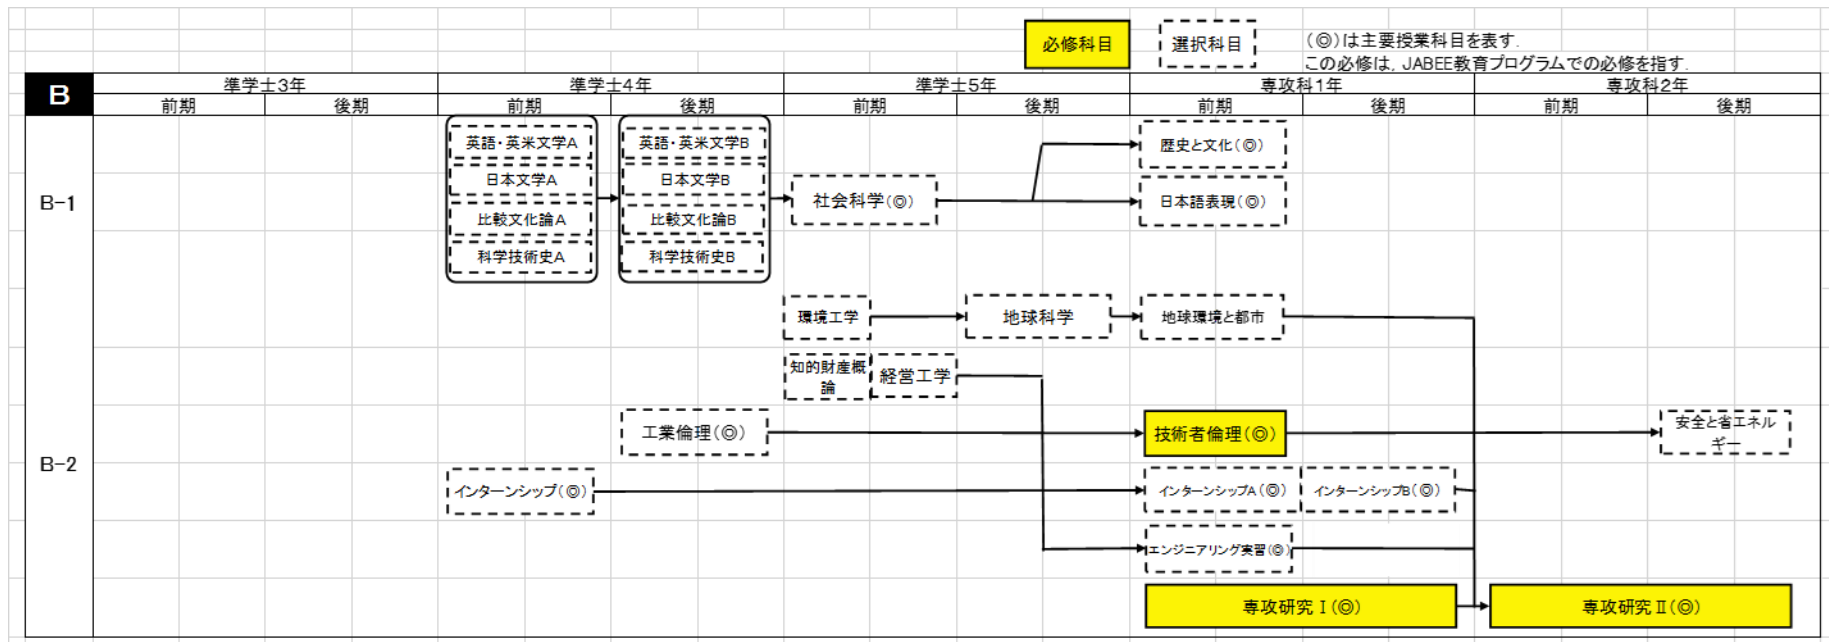 必修科目
選択科目
(◎)は主要授業科目を表す.
この必修は, JABEE教育プログラムでの必修を指す.
B
準学士3年
準学士4年
準学士5年
専攻科1年
専攻科2年
前期
後期
前期
後期
前期
後期
前期
後期
前期
後期
B-1
英語・英米文学A
日本文学A
比較文化論A
科学技術史A
英語・英米文学B
日本文学B
比較文化論B
科学技術史B
社会科学(◎)
歴史と文化(◎)
日本語表現(◎)
B-2
環境工学
地球科学
地球環境と都市
知的財産概
論
経営工学
工業倫理(◎)
技術者倫理(◎)
安全と省エネル
ギー
インターンシップ(◎)
インターンシップA(◎)
インターンシップB(◎)
エンジニアリング実習(◎)
専攻研究Ⅰ(◎)
専攻研究Ⅱ(◎)